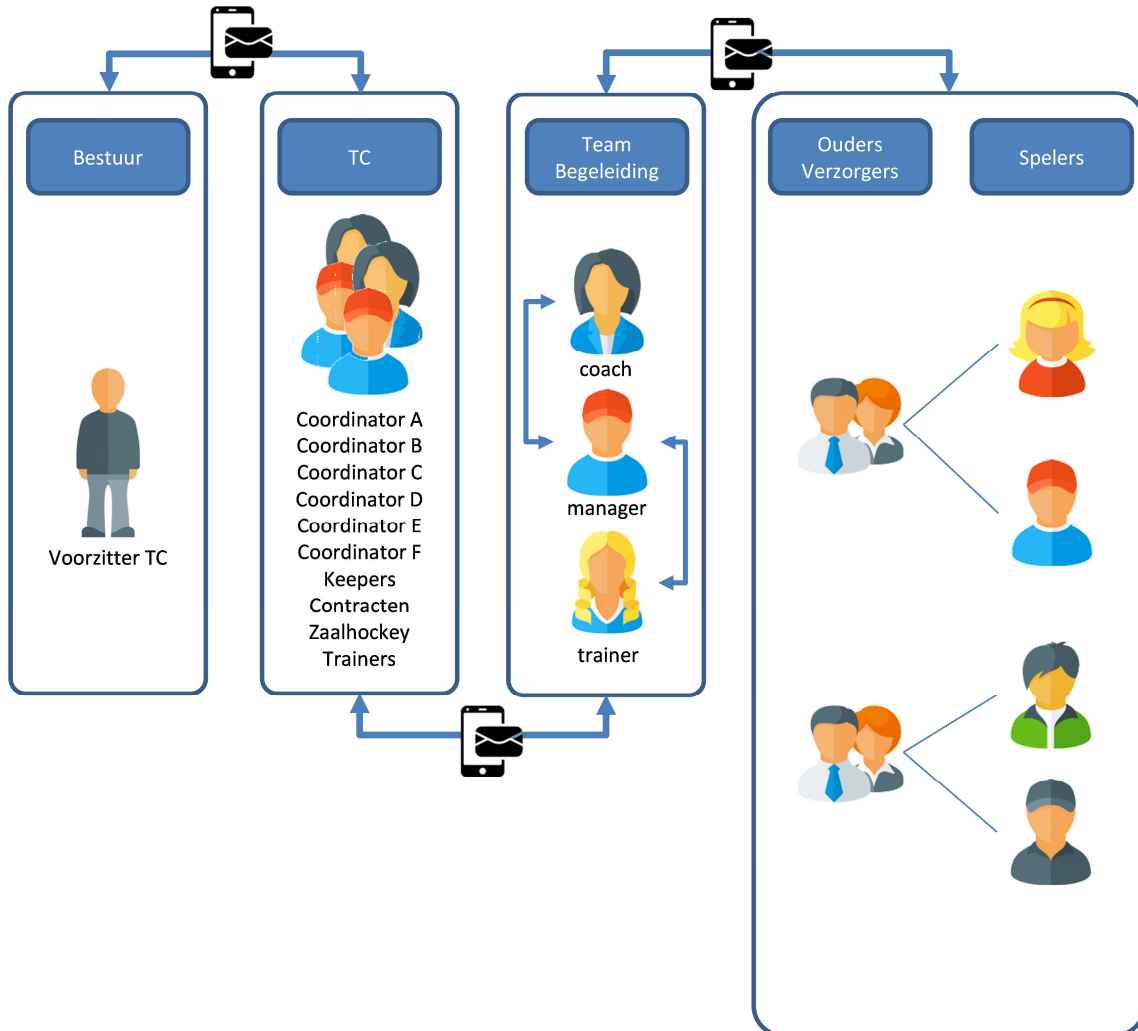 Bestuur
TC
Team
Begeleiding
Ouders
Verzorgers
Spelers
Voorzitter TC
Coordinator A
Coordinator B
Coordinator C
Coordinator D
Coordinator E
Coordinator F
Keepers
Contracten
Zaalhockey
Trainers
coach
manager
trainer